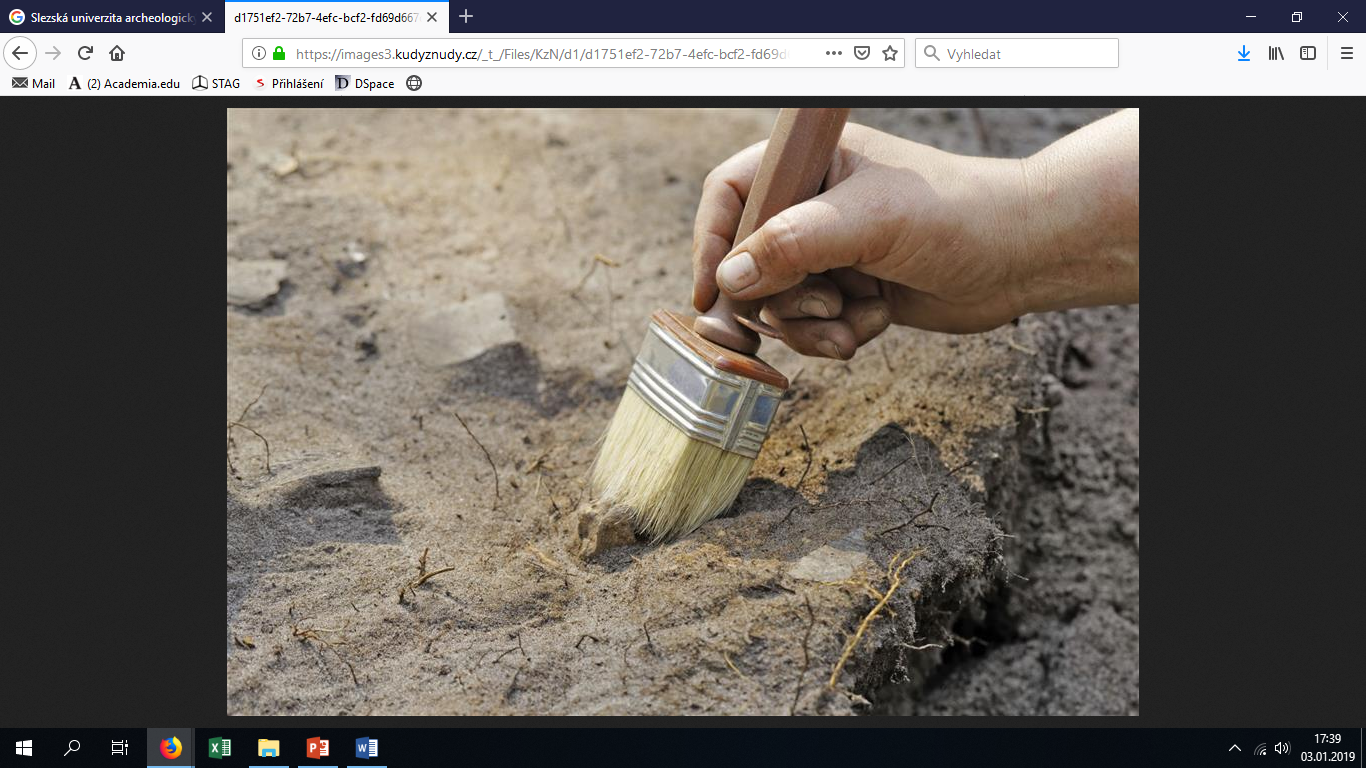 Slezská univerzita archeologick
d1751ef2-72b7-4efc-bcf2-fd69d667
https://images3.kudyznudy.cz/_t_/Files/KzN/d1/d1751ef2-72b7-4efc-bcf2-fd69d
Vyhledat
Mail
(2) Academia.edu
STAG
Přihlášení
DSpace
17:39
03.01.2019